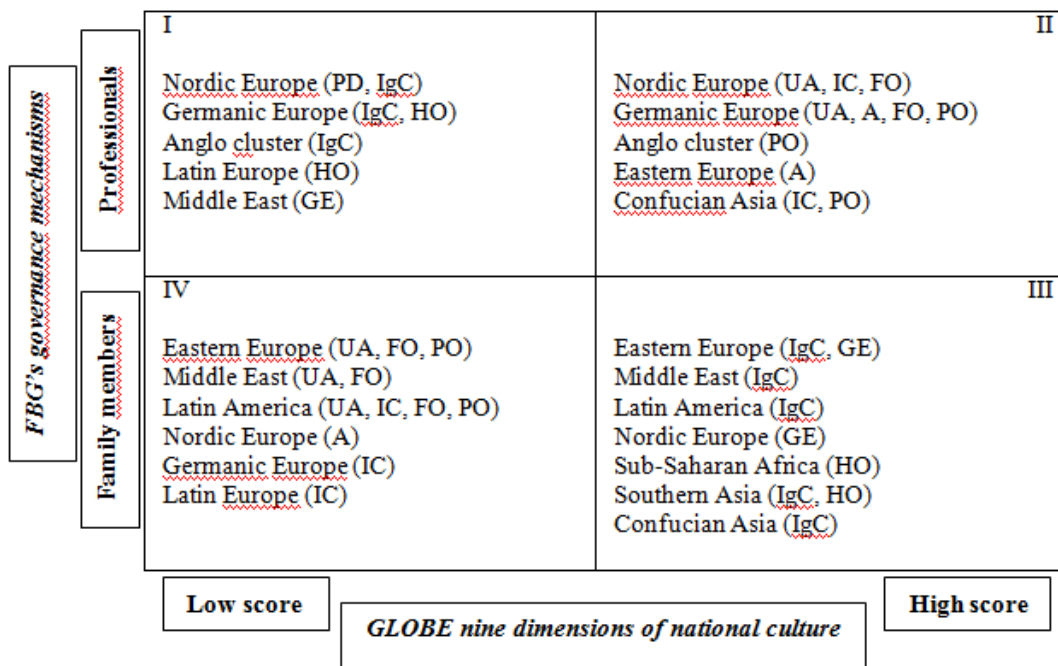 I
II
Nordic Europe (PD, IgC)
Germanic Europe (IgC, HO)
Anglo cluster (IgC)
Latin Europe (HO)
Middle East (GE)
Nordic Europe (UA, IC, FO)
Germanic Europe (UA, A, FO, PO)
Anglo cluster (PO)
Eastern Europe (A)
Confucian Asia (IC, PO)
FBG's governance mechanisms
Professionals
Family members
IV
III
Eastern Europe (UA, FO, PO)
Middle East (UA, FO)
Latin America (UA, IC, FO, PO)
Nordic Europe (A)
Germanic Europe (IC)
Latin Europe (IC)
Eastern Europe (IgC, GE)
Middle East (IgC)
Latin America (IgC)
Nordic Europe (GE)
Sub-Saharan Africa (HO)
Southern Asia (IgC, HO)
Confucian Asia (IgC)
Low score
High score
GLOBE nine dimensions of national culture